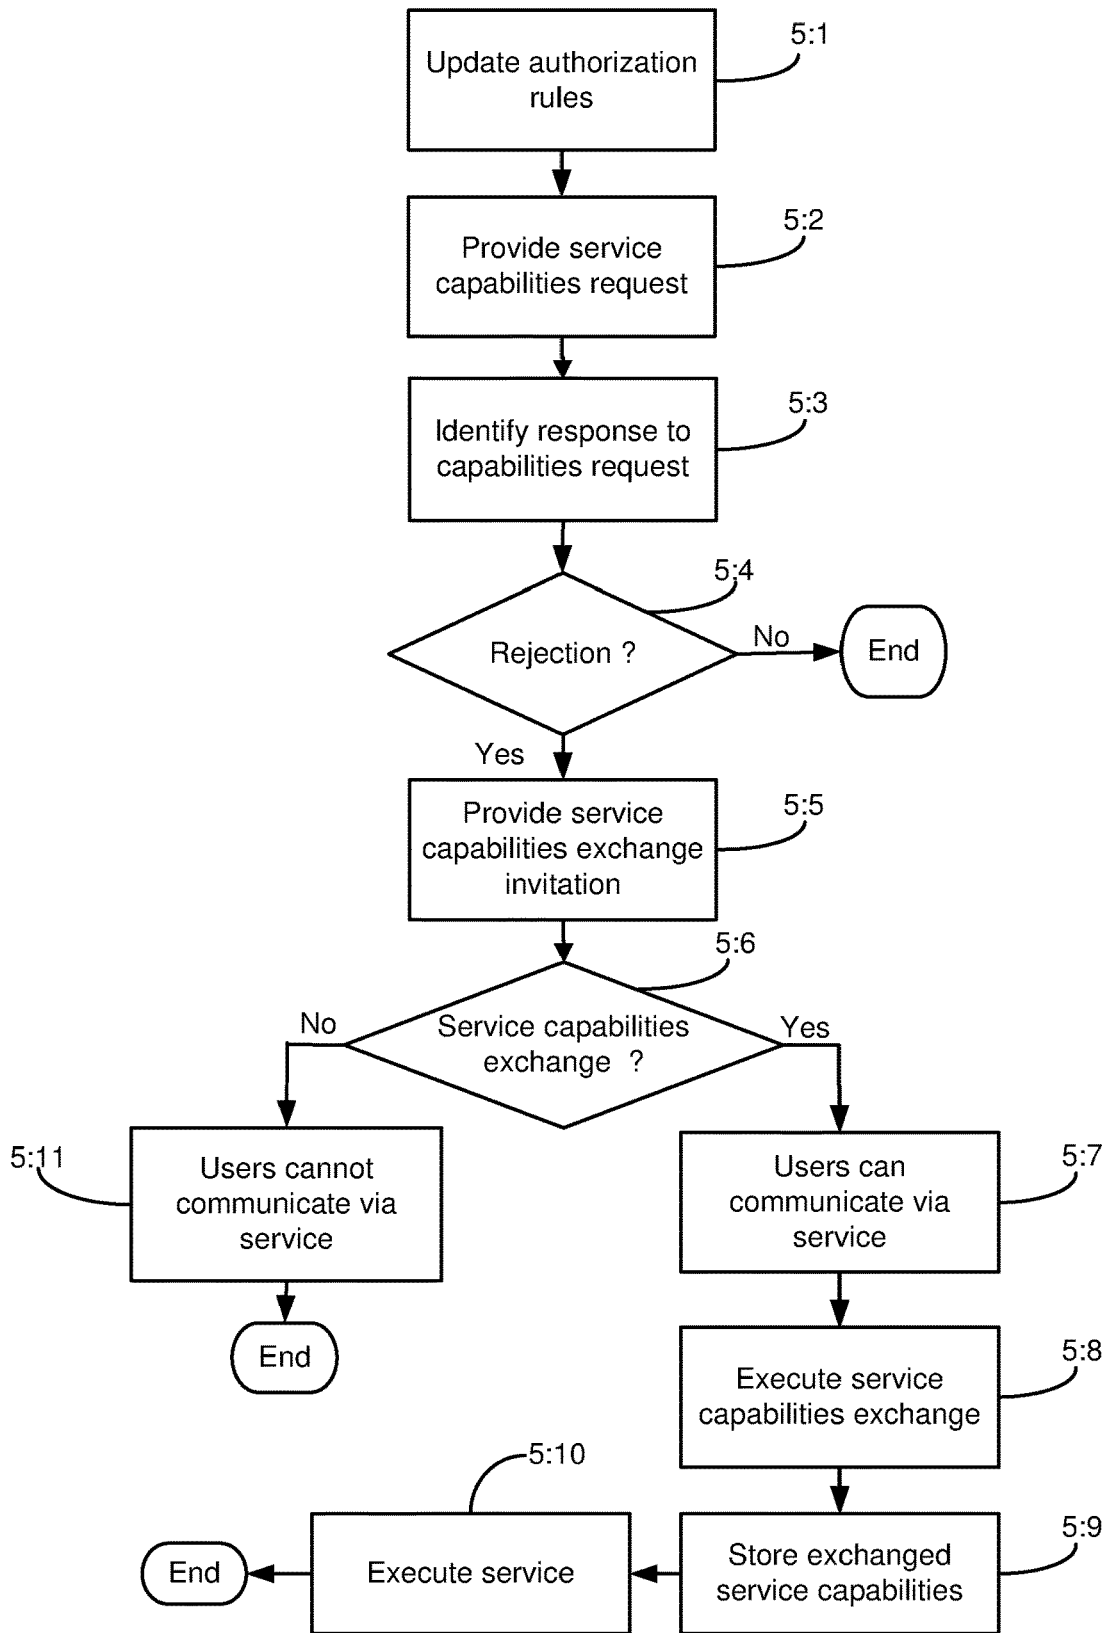 5:1
Update authorization
rules
5:2
Provide service
capabilities request
5:3
Identify response to
capabilities request
5:4
Rejection ?
No
End
Yes
Provide service
capabilities exchange
invitation
5:5
5:6
Service capabilities
exchange ?
No
Yes
5:11
Users cannot
communicate via
service
End
Users can
communicate via
service
5:7
Execute service
capabilities exchange
5:8
5:10
5:9
End
Execute service
Store exchanged
service capabilities